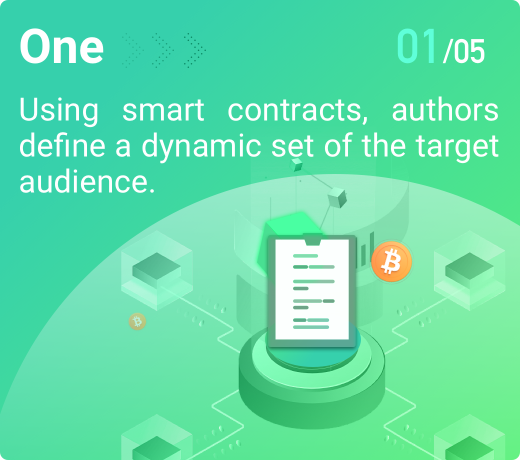 One
01/05
Using smart contracts, authors
define a dynamic set of the target
audience.